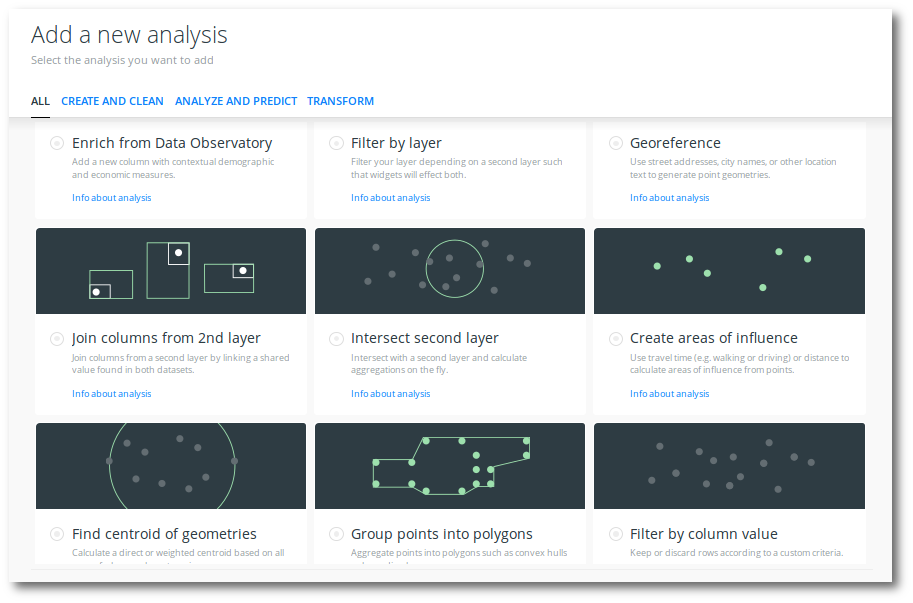 Add a new analysis
Select the analysis you want to add
ALL CREATE AND CLEAN ANALYZE AND PREDICT TRANSFORM
Enrich from Data Observatory
Add a new column with contextual demographic
and economic measures.
Info about analysis
Filter by layer
Filter your layer depending on a second layer such
that widgets will effect both.
Info about analysis
Georeference
Use street addresses, city names, or other location
text to generate point geometries.
Info about analysis
Join columns from 2nd layer
Join columns from a second layer by linking a shared
value found in both datasets.
Info about analysis
Intersect second layer
Intersect with a second layer and calculate
aggregations on the fly.
Info about analysis
Create areas of influence
Use travel time (e.g. walking or driving) or distance to
calculate areas of influence from points.
Info about analysis
Find centroid of geometries
Calculate a direct or weighted centroid based on all
Group points into polygons
Aggregate points into polygons such as convex hulls
Filter by column value
Keep or discard rows according to a custom criteria.